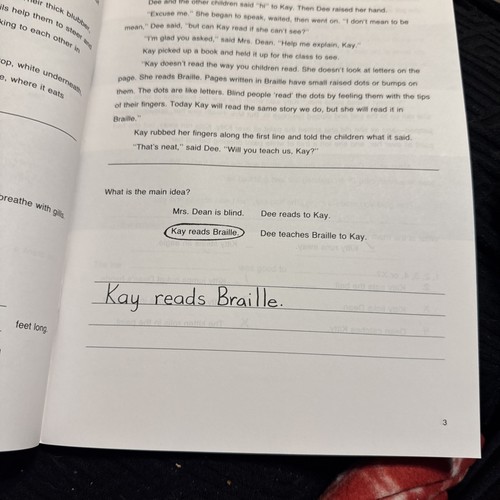 heir thick blubber.
ls help them to steer and
king to each other in
op, white underneath
e, where it eats
breathe with gills.
feet long.
Dee and the other children said "hi" to Kay. Then Dee raised her hand.
"Excuse me." She began to speak, waited, then went on. "I don't mean to be
mean," Dee said, "but can Kay read if she can't see?"
"I'm glad you asked," said Mrs. Dean. "Help me explain, Kay."
Kay picked up a book and held it up for the class to see.
"Kay doesn't read the way you children read. She doesn't look at letters on the
page. She reads Braille. Pages written in Braille have small raised dots or bumps on
them. The dots are like letters. Blind people 'read' the dots by feeling them with the tips
of their fingers. Today Kay will read the same story we do, but she will read it in
Braille."
Kay rubbed her fingers along the first line and told the children what it said.
"That's neat," said Dee. "Will you teach us, Kay?"
What is the main idea?
Mrs. Dean is blind. Dee reads to Kay.
Kay reads Braille. Dee teaches Braille to Kay.
Kay reads Braille.
3